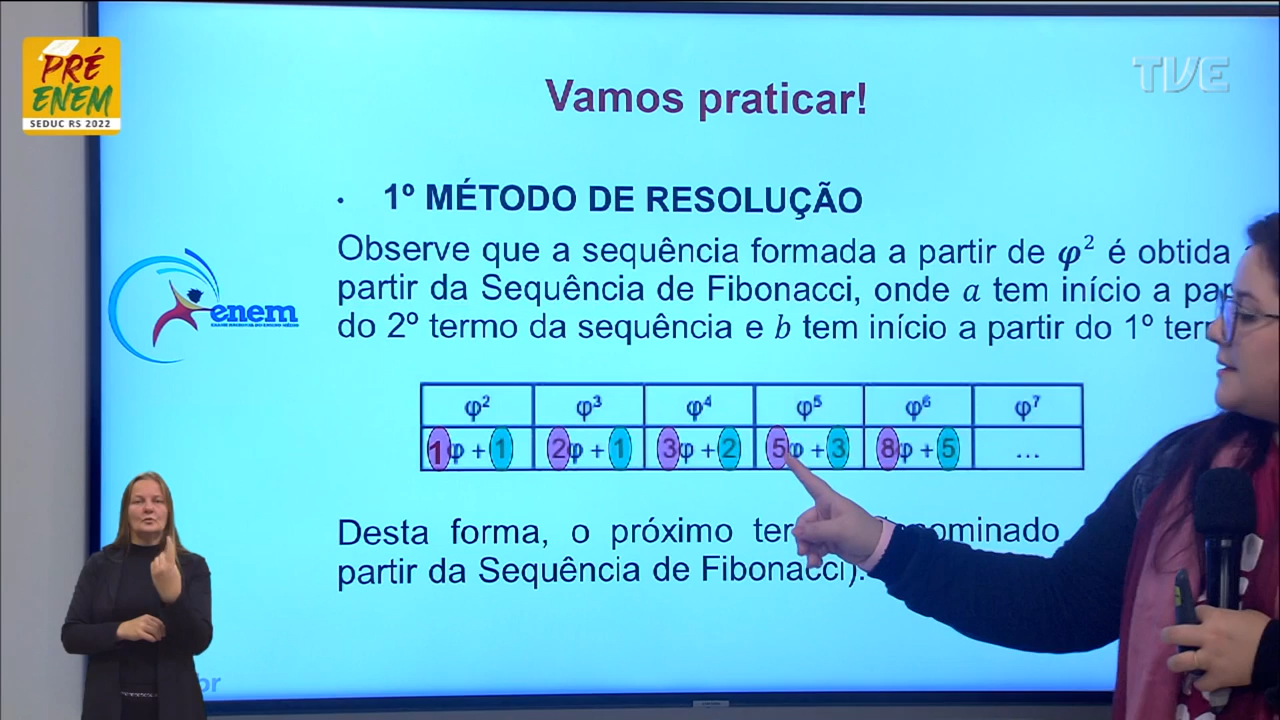 PRÉ
ENEM
SEDUC RS 2022
TVE
Vamos praticar!
• 1º MÉTODO DE RESOLUÇÃO
Observe que a sequência formada a partir de φ² é obtida
partir da Sequência de Fibonacci, onde a tem início a par
do 2º termo da sequência e b tem início a partir do 1º ter
enem
φ² φ³ φ⁴ φ⁵ φ⁶ φ⁷
1φ + 1 2φ + 1 3φ + 2 5φ + 3 8φ + 5 ...
Desta forma, o próximo ter
partir da Sequência de Fibonacci).
br